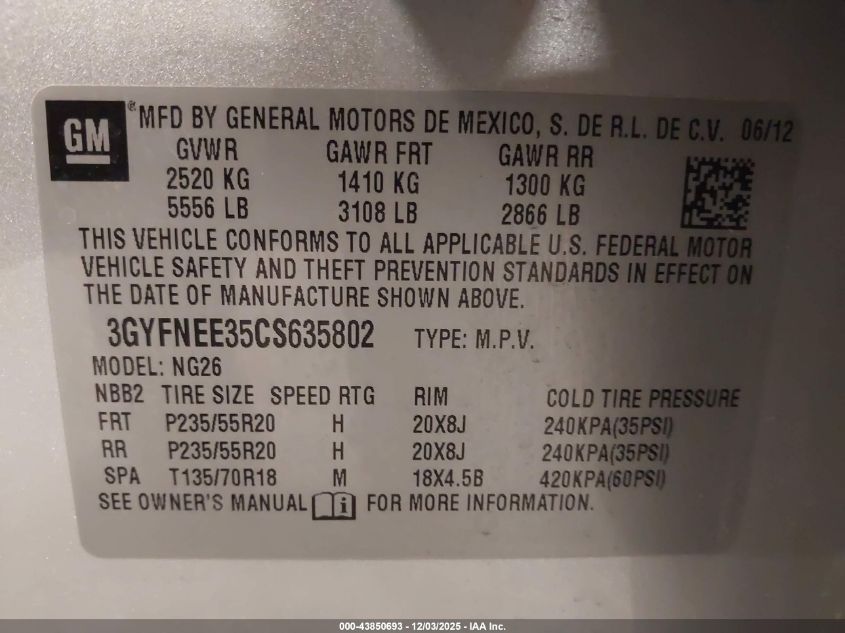 GM ® MFD BY GENERAL MOTORS DE MEXICO, S. DE R.L. DE C.V. 06/12
GVWR GAWR FRT GAWR RR
2520 KG 1410 KG 1300 KG
5556 LB 3108 LB 2866 LB
THIS VEHICLE CONFORMS TO ALL APPLICABLE U.S. FEDERAL MOTOR
VEHICLE SAFETY AND THEFT PREVENTION STANDARDS IN EFFECT ON
THE DATE OF MANUFACTURE SHOWN ABOVE.
3GYFNEE35CS635802 TYPE: M.P.V.
MODEL: NG26
NBB2 TIRE SIZE SPEED RTG RIM COLD TIRE PRESSURE
FRT P235/55R20 H 20X8J 240KPA(35PSI)
RR P235/55R20 H 20X8J 240KPA(35PSI)
SPA T135/70R18 M 18X4.5B 420KPA(60PSI)
SEE OWNER'S MANUAL i FOR MORE INFORMATION.
000-43850693 - 12/03/2025 - IAA Inc.